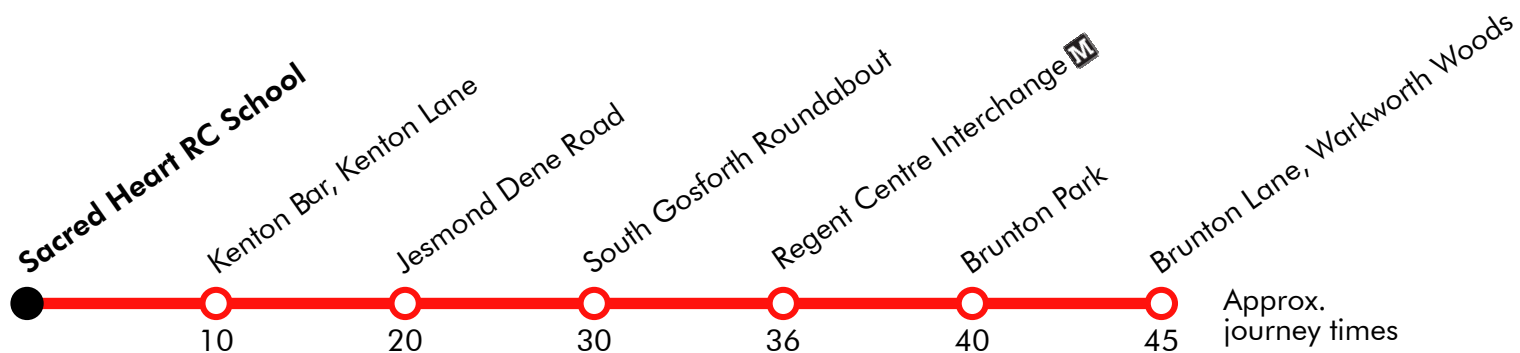 Sacred Heart RC School
Kenton Bar, Kenton Lane
Jesmond Dene Road
South Gosforth Roundabout
Regent Centre Interchange M
Brunton Park
Brunton Lane, Warkworth Woods
10
20
30
36
40
45
Approx.
journey times